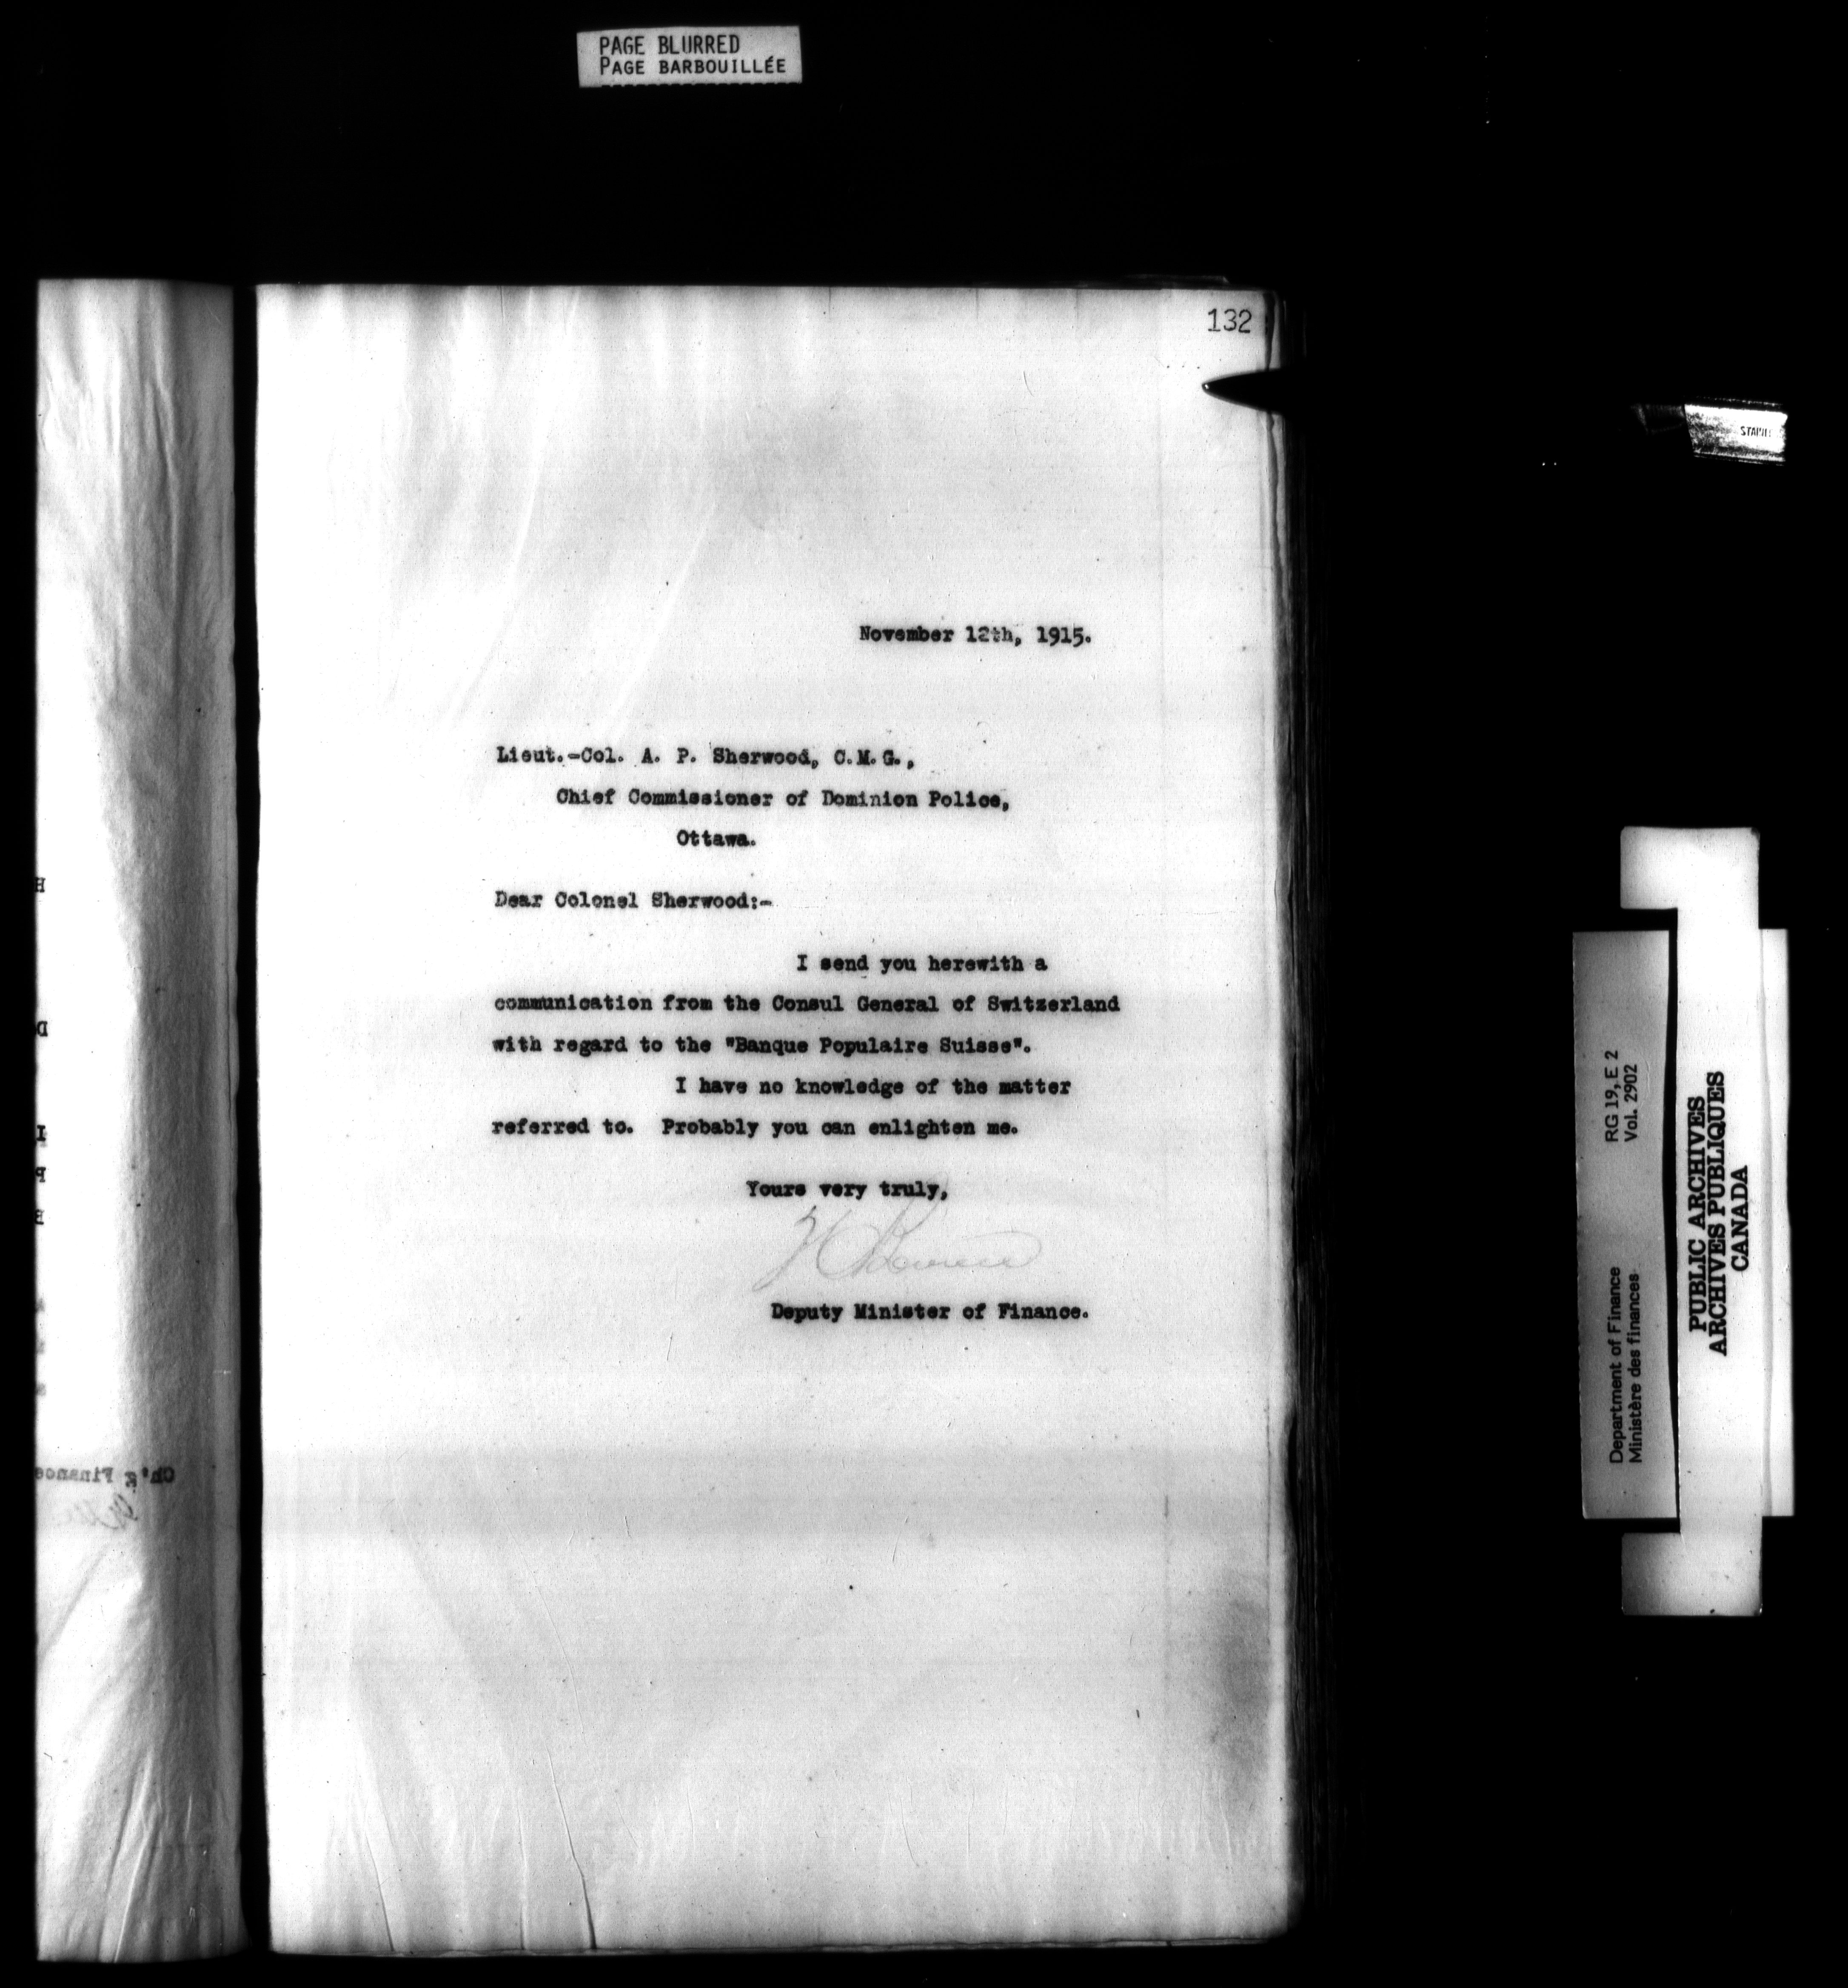 PAGE BLURRED
PAGE BARBOUILLÉE
132
November 12th, 1915.
Lieut.-Col. A. P. Sherwood, C.M.G.,
Chief Commissioner of Dominion Police,
Ottawa.
Dear Colonel Sherwood:-
I send you herewith a
communication from the Consul General of Switzerland
with regard to the "Banque Populaire Suisse".
I have no knowledge of the matter
referred to. Probably you can enlighten me.
Yours very truly,
Deputy Minister of Finance.
Ch'f Finance
RG 19, E 2
Vol. 2902
Department of Finance
Ministère des finances
PUBLIC ARCHIVES
ARCHIVES PUBLIQUES
CANADA